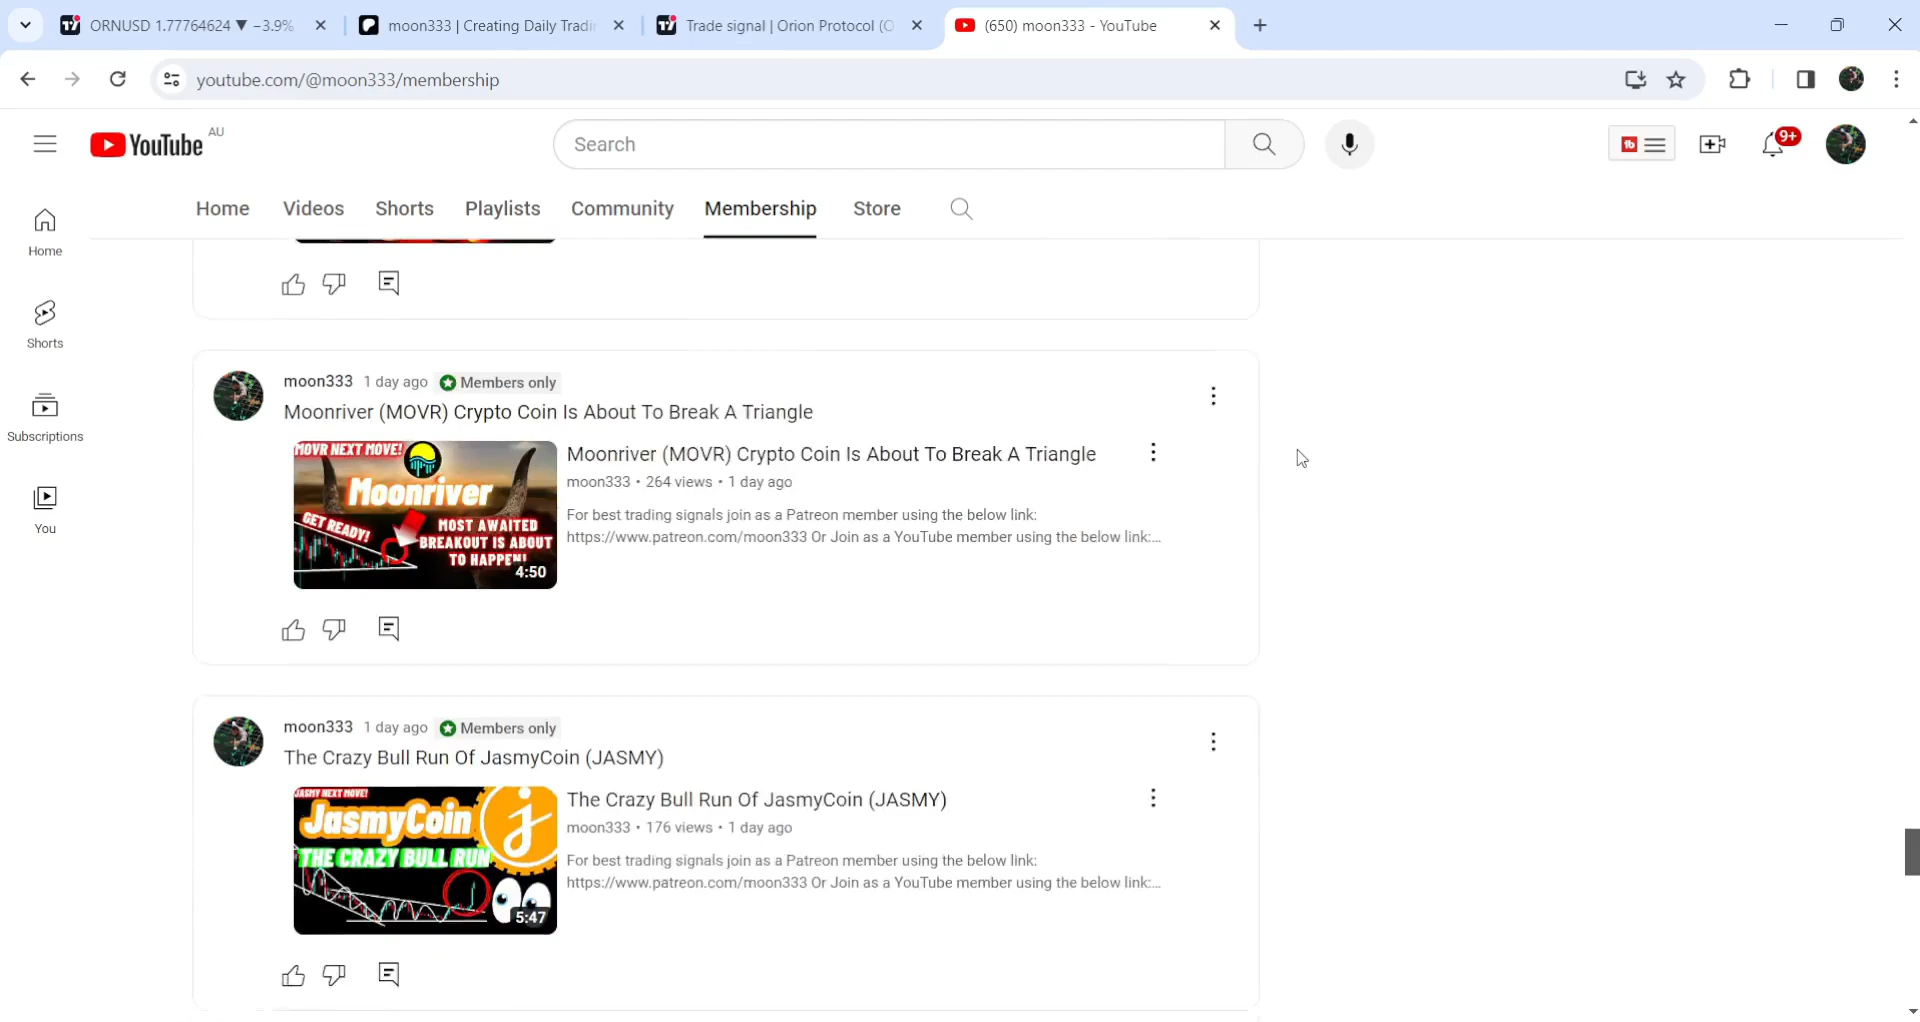 ORNUSD 1.77764624 ▼ −3.9%
moon333 | Creating Daily Tradin
Trade signal | Orion Protocol (O
(650) moon333 - YouTube
youtube.com/@moon333/membership
YouTube AU
Search
9+
Home Videos Shorts Playlists Community Membership Store
Home
Shorts
Subscriptions
You
moon333 1 day ago Members only
Moonriver (MOVR) Crypto Coin Is About To Break A Triangle
MOVR NEXT MOVE!
Moonriver
GET READY!
MOST AWAITED
BREAKOUT IS ABOUT
TO HAPPEN!
4:50
Moonriver (MOVR) Crypto Coin Is About To Break A Triangle
moon333 • 264 views • 1 day ago
For best trading signals join as a Patreon member using the below link:
https://www.patreon.com/moon333 Or Join as a YouTube member using the below link:...
moon333 1 day ago Members only
The Crazy Bull Run Of JasmyCoin (JASMY)
JASMY NEXT MOVE!
JasmyCoin
THE CRAZY BULL RUN
5:47
The Crazy Bull Run Of JasmyCoin (JASMY)
moon333 • 176 views • 1 day ago
For best trading signals join as a Patreon member using the below link:
https://www.patreon.com/moon333 Or Join as a YouTube member using the below link:...